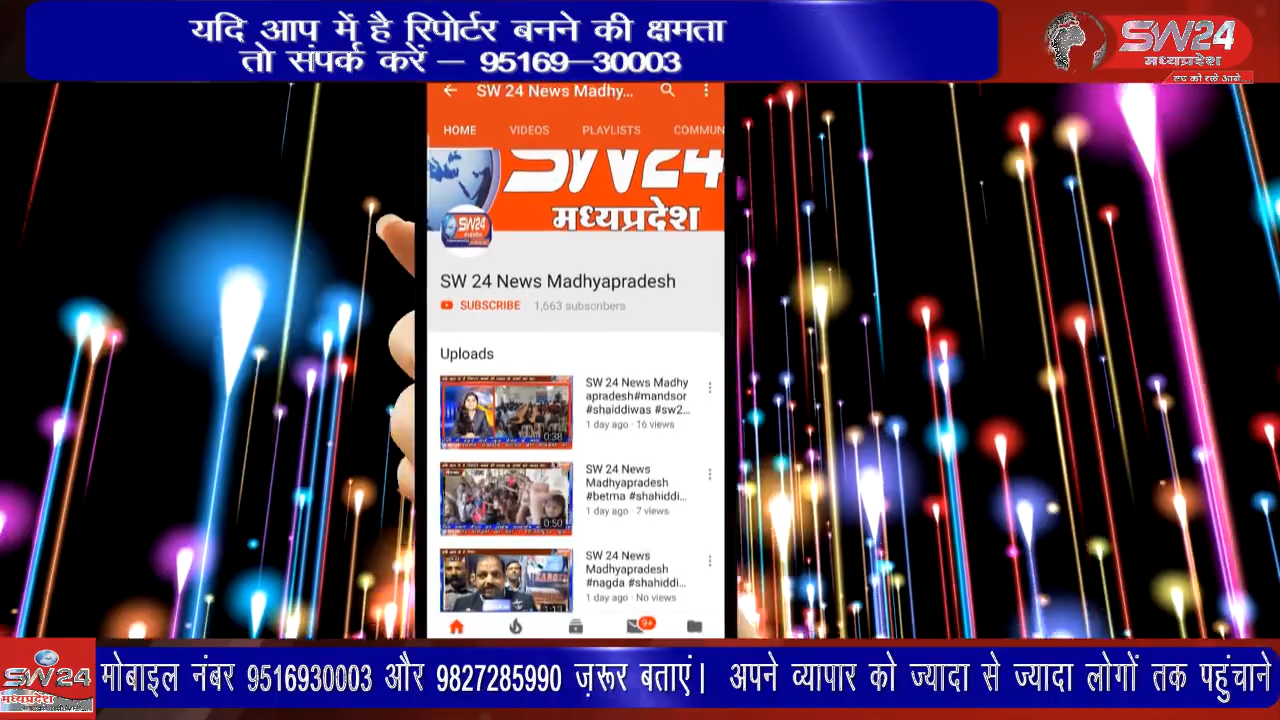 यदि आप में है रिपोर्टर बनने की क्षमता
तो संपर्क करें – 95169–30003
SW24
मध्यप्रदेश
SW 24 News Madhy...
HOME VIDEOS PLAYLISTS COMMUN
SW24
मध्यप्रदेश
SW24
SW 24 News Madhyapradesh
SUBSCRIBE 1,663 subscribers
Uploads
SW 24 News Madhy
apradesh#mandsor
#shaiddiwas #sw2...
1 day ago · 16 views
0:38
SW 24 News
Madhyapradesh
#betma #shahiddi...
1 day ago · 7 views
0:50
SW 24 News
Madhyapradesh
#nagda #shahiddi...
1 day ago · No views
9+
SW24
मध्यप्रदेश
मोबाइल नंबर 9516930003 और 9827285990 ज़रूर बताएं। अपने व्यापार को ज्यादा से ज्यादा लोगों तक पहुंचाने